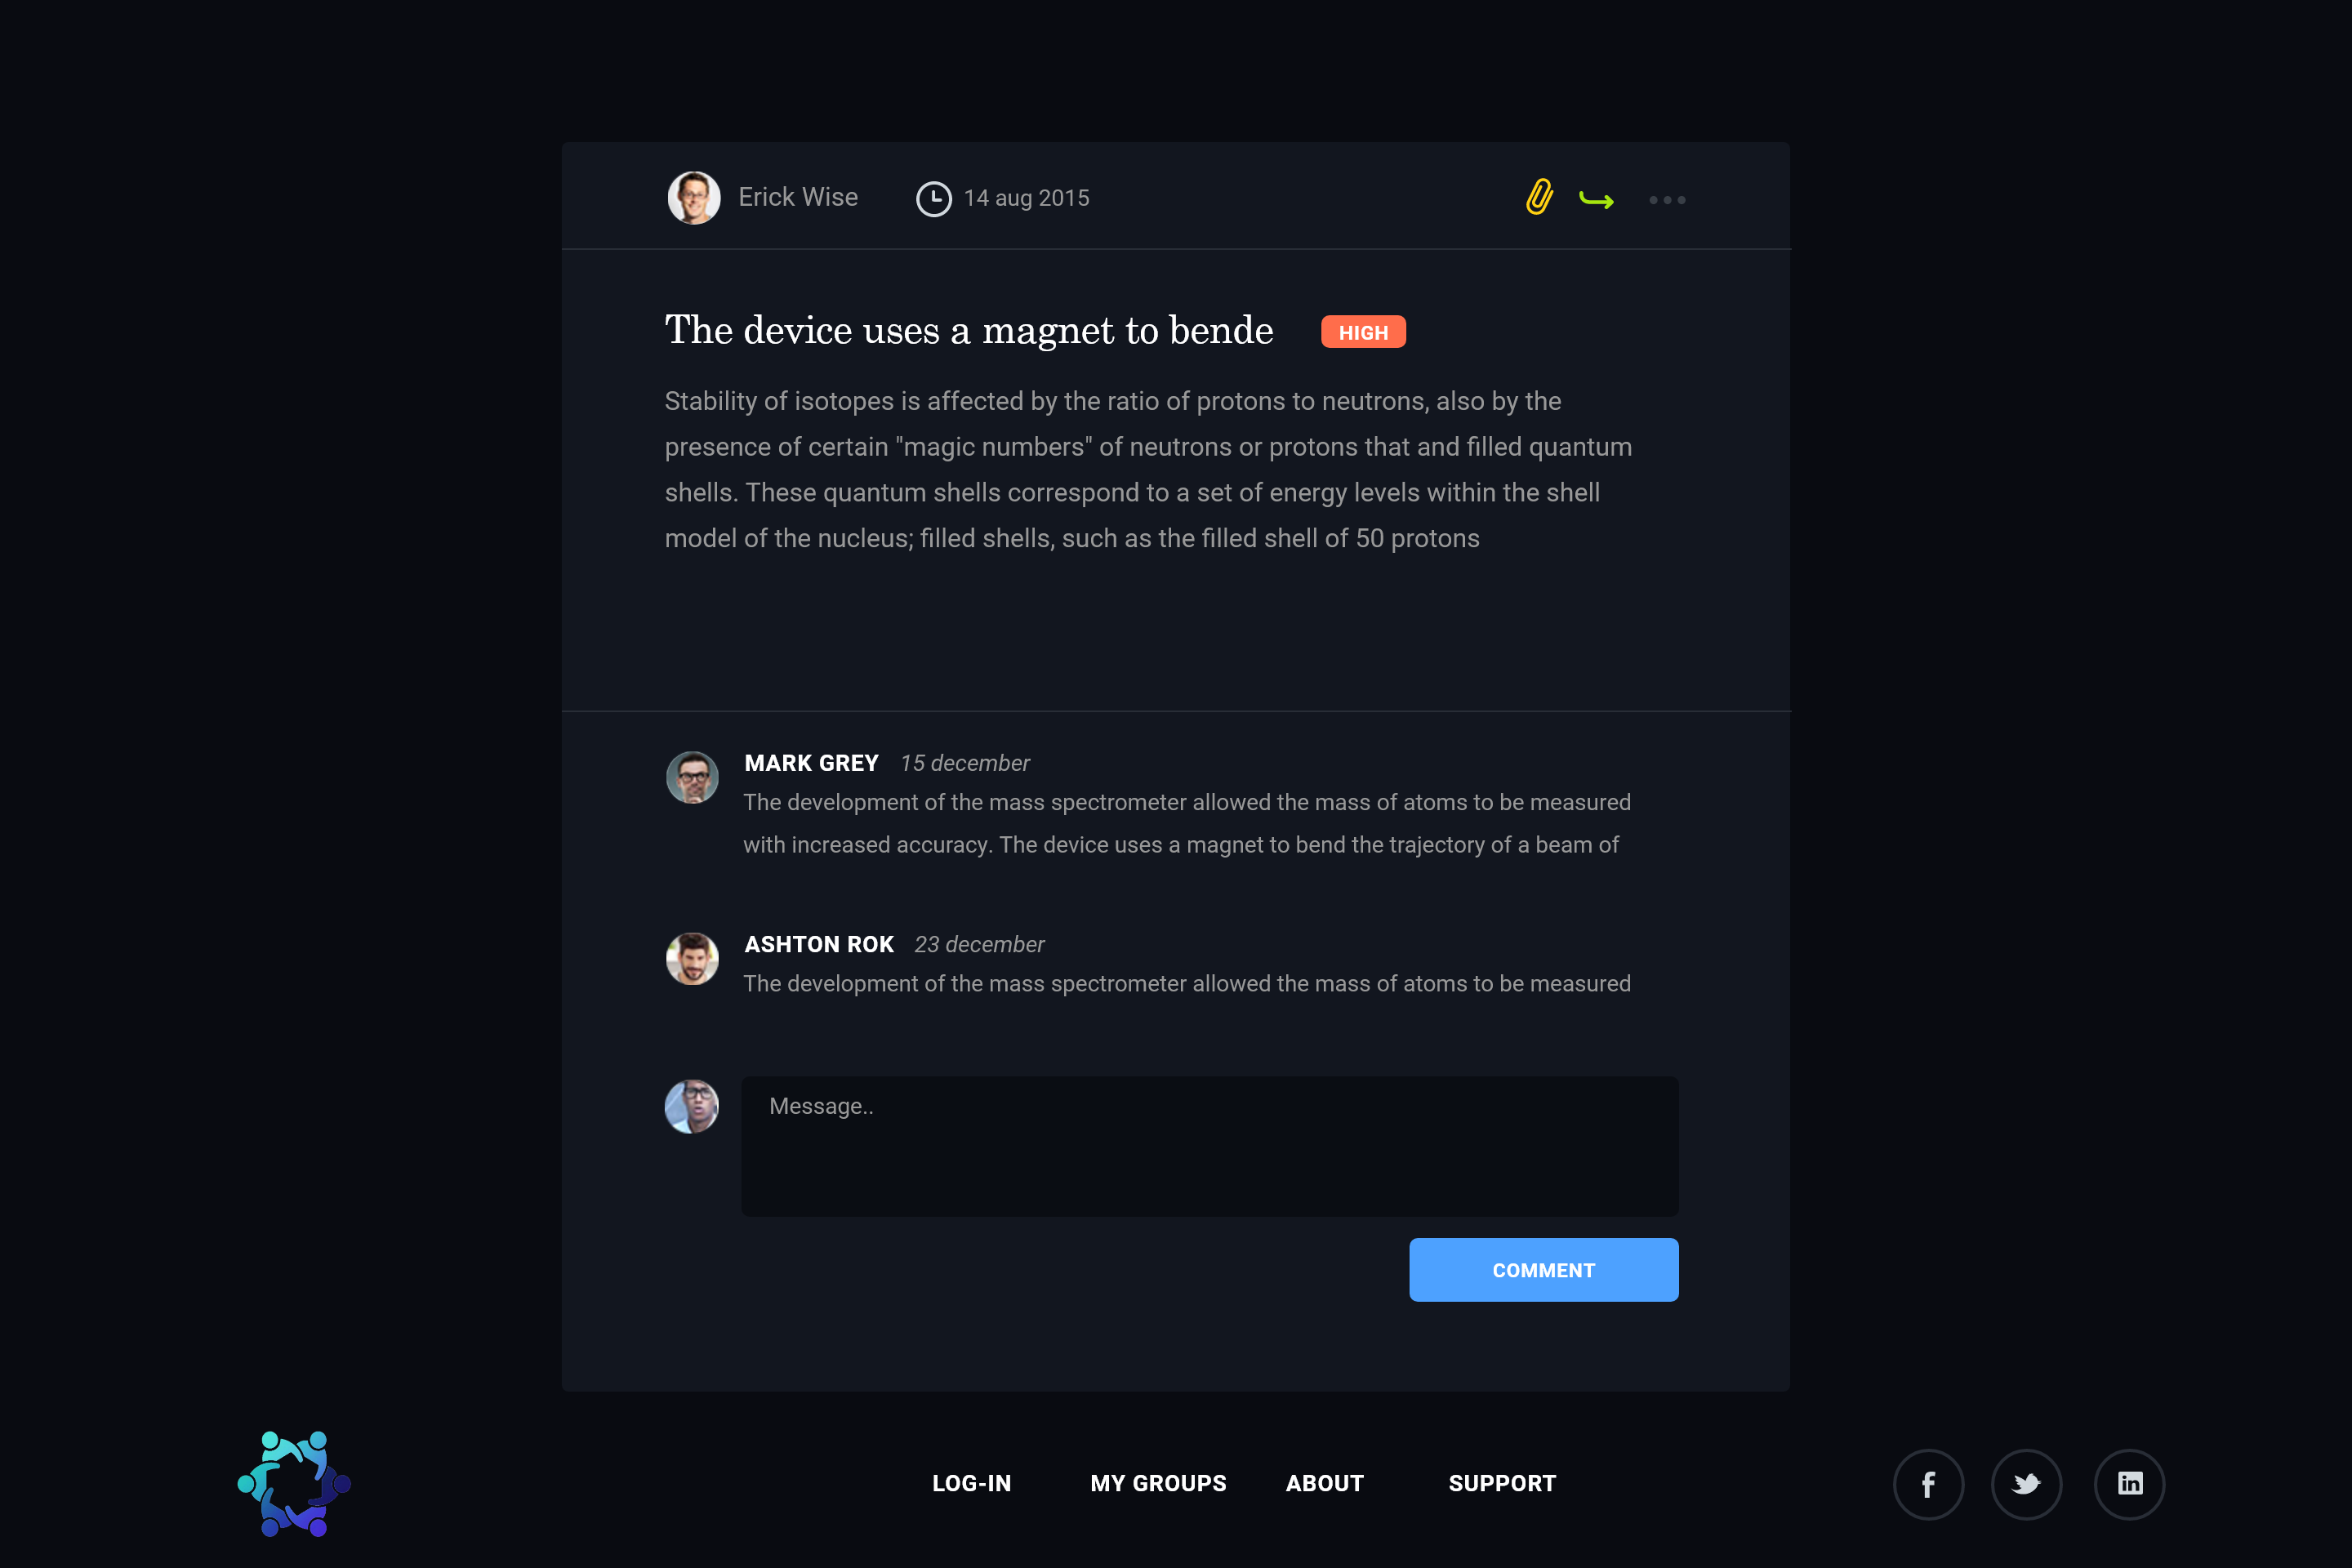 Erick Wise 14 aug 2015
The device uses a magnet to bende HIGH
Stability of isotopes is affected by the ratio of protons to neutrons, also by the
presence of certain "magic numbers" of neutrons or protons that and filled quantum
shells. These quantum shells correspond to a set of energy levels within the shell
model of the nucleus; filled shells, such as the filled shell of 50 protons
MARK GREY 15 december
The development of the mass spectrometer allowed the mass of atoms to be measured
with increased accuracy. The device uses a magnet to bend the trajectory of a beam of
ASHTON ROK 23 december
The development of the mass spectrometer allowed the mass of atoms to be measured
Message..
COMMENT
LOG-IN MY GROUPS ABOUT SUPPORT f in